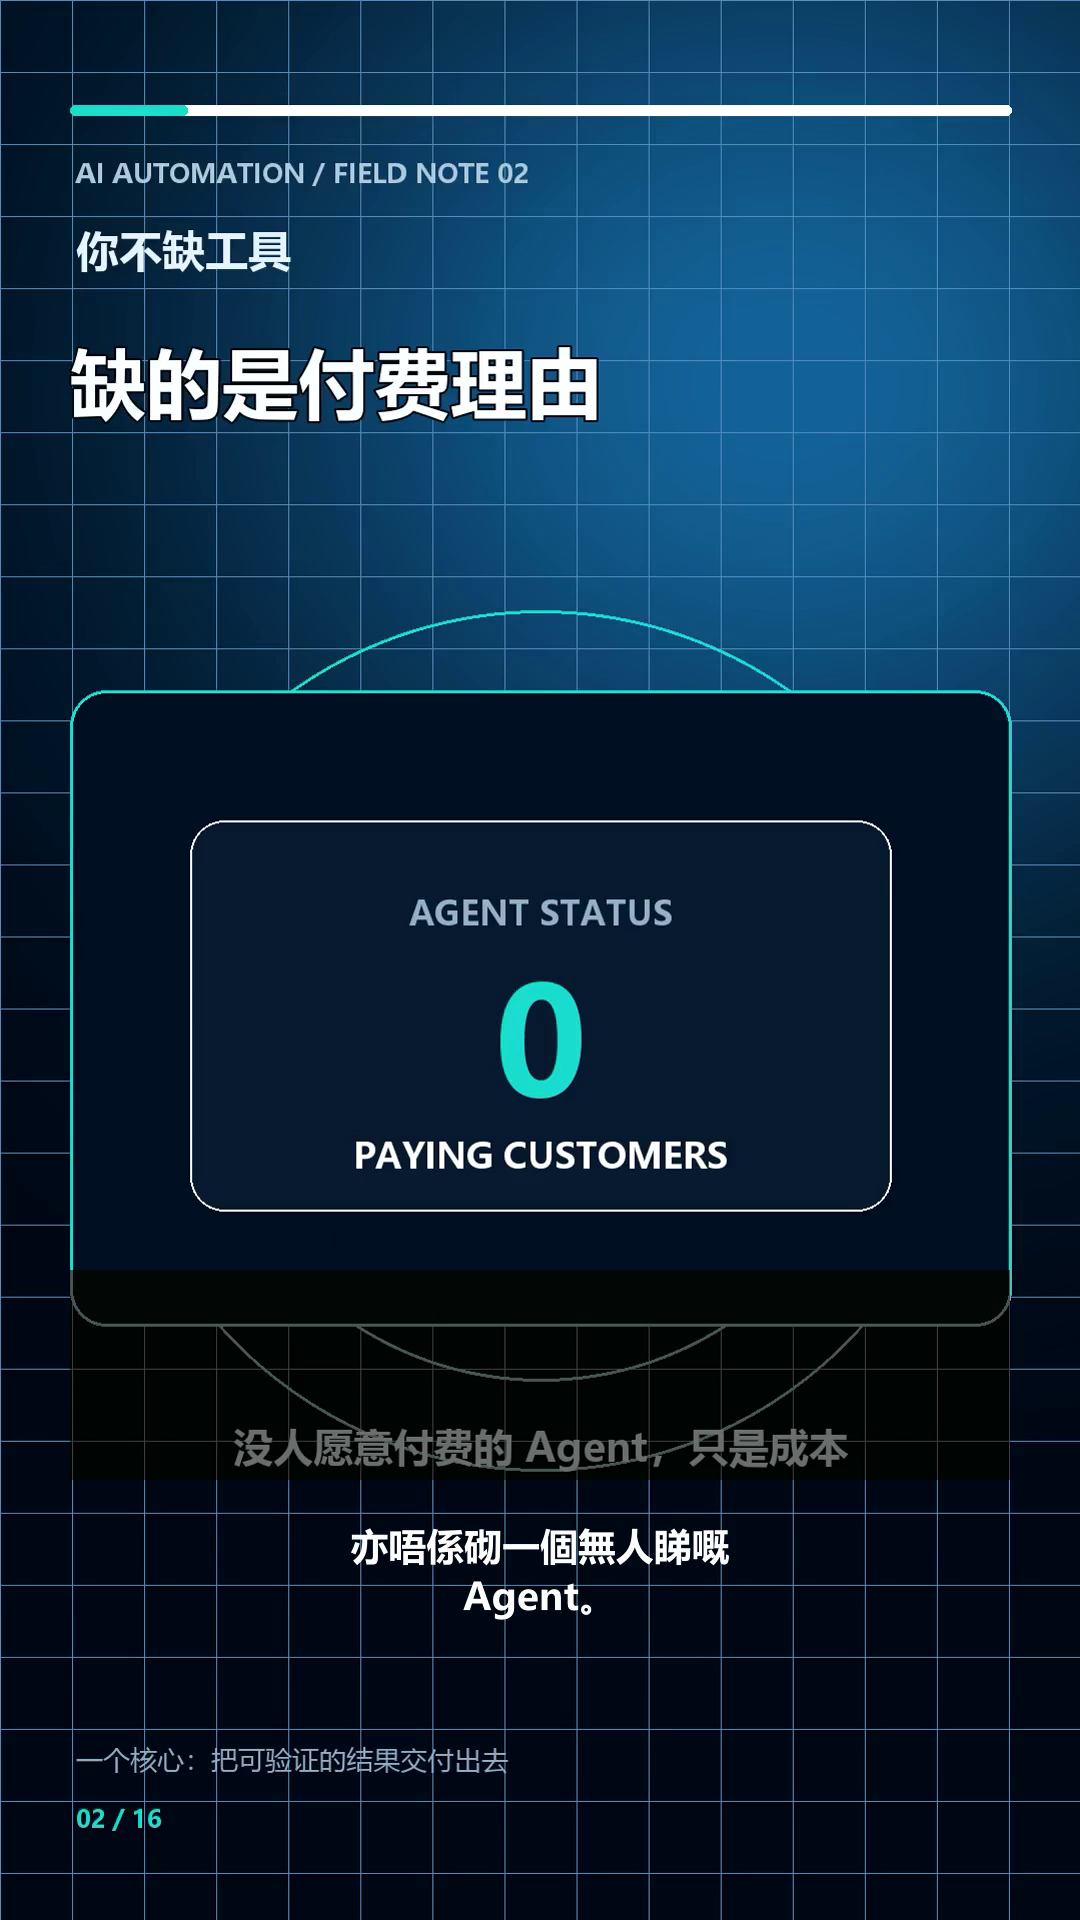 AI AUTOMATION / FIELD NOTE 02
你不缺工具
缺的是付费理由
AGENT STATUS
0
PAYING CUSTOMERS
没人愿意付费的 Agent，只是成本
亦唔係砌一個無人睇嘅
Agent。
一个核心：把可验证的结果交付出去
02 / 16